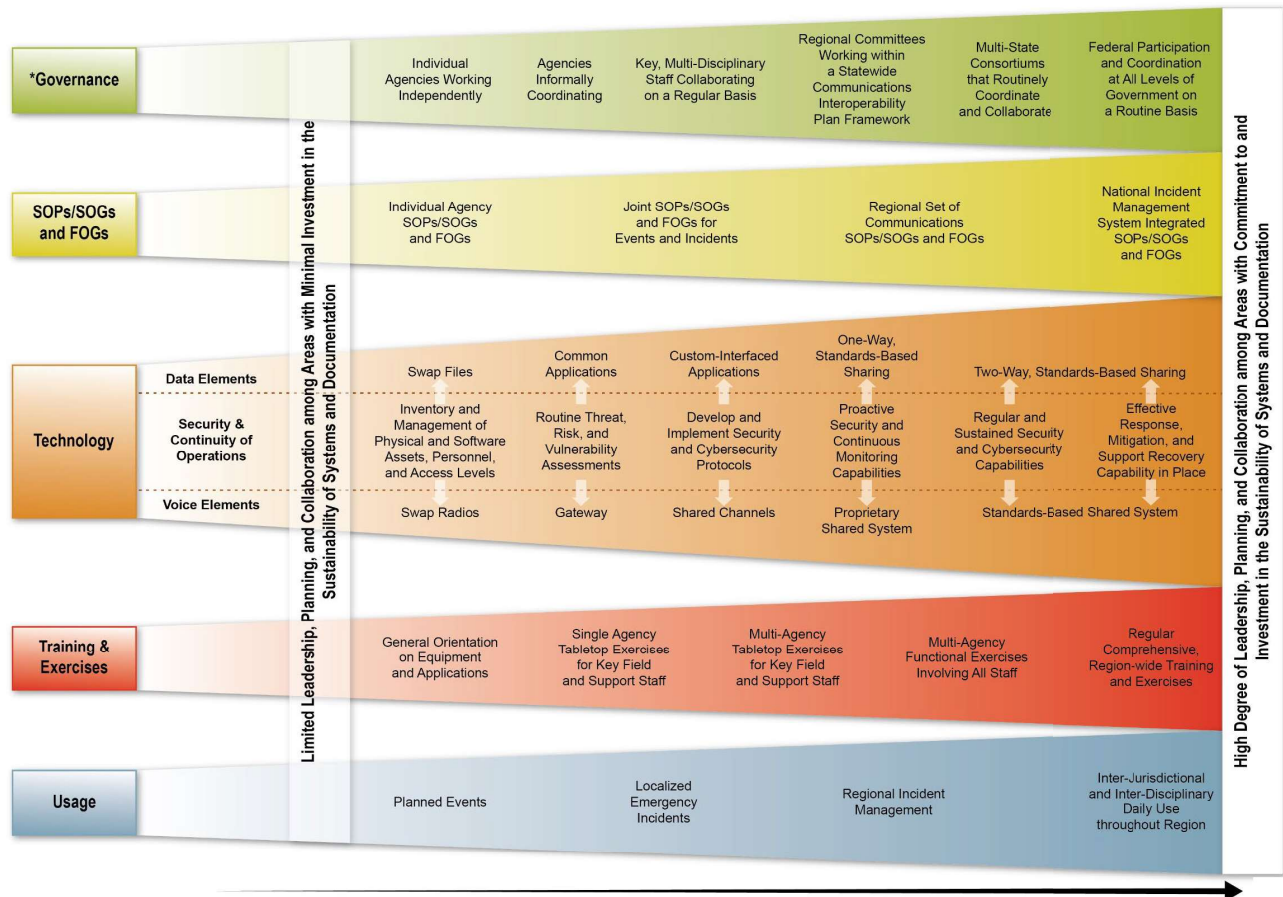 *Governance
Individual
Agencies Working
Independently
Agencies
Informally
Coordinating
Key, Multi-Disciplinary
Staff Collaborating
on a Regular Basis
Regional Committees
Working within
a Statewide
Communications
Interoperability
Plan Framework
Multi-State
Consortiums
that Routinely
Coordinate
and Collaborate
Federal Participation
and Coordination
at All Levels of
Government on
a Routine Basis
SOPs/SOGs
and FOGs
Individual Agency
SOPs/SOGs
and FOGs
Joint SOPs/SOGs
and FOGs for
Events and Incidents
Regional Set of
Communications
SOPs/SOGs and FOGs
National Incident
Management
System Integrated
SOPs/SOGs
and FOGs
Technology
Data Elements
Swap Files
Common
Applications
Custom-Interfaced
Applications
One-Way,
Standards-Based
Sharing
Two-Way, Standards-Based Sharing
Security &
Continuity of
Operations
Inventory and
Management of
Physical and Software
Assets, Personnel,
and Access Levels
Routine Threat,
Risk, and
Vulnerability
Assessments
Develop and
Implement Security
and Cybersecurity
Protocols
Proactive
Security and
Continuous
Monitoring
Capabilities
Regular and
Sustained Security
and Cybersecurity
Capabilities
Effective
Response,
Mitigation, and
Support Recovery
Capability in Place
Voice Elements
Swap Radios
Gateway
Shared Channels
Proprietary
Shared System
Standards-Based Shared System
Training &
Exercises
General Orientation
on Equipment
and Applications
Single Agency
Tabletop Exercises
for Key Field
and Support Staff
Multi-Agency
Tabletop Exercises
for Key Field
and Support Staff
Multi-Agency
Functional Exercises
Involving All Staff
Regular
Comprehensive,
Region-wide Training
and Exercises
Usage
Planned Events
Localized
Emergency
Incidents
Regional Incident
Management
Inter-Jurisdictional
and Inter-Disciplinary
Daily Use
throughout Region
Limited Leadership, Planning, and Collaboration among Areas with Minimal Investment in the
Sustainability of Systems and Documentation
High Degree of Leadership, Planning, and Collaboration among Areas with Commitment to and
Investment in the Sustainability of Systems and Documentation